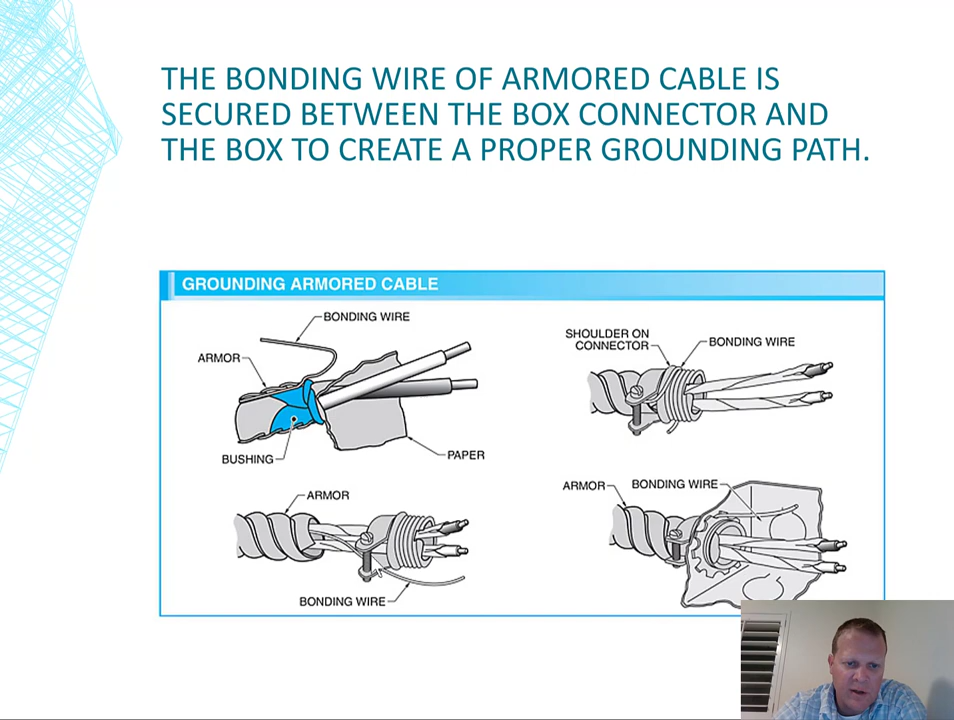 THE BONDING WIRE OF ARMORED CABLE IS
SECURED BETWEEN THE BOX CONNECTOR AND
THE BOX TO CREATE A PROPER GROUNDING PATH.
GROUNDING ARMORED CABLE
BONDING WIRE
ARMOR
BUSHING
PAPER
SHOULDER ON
CONNECTOR
BONDING WIRE
ARMOR
BONDING WIRE
ARMOR
BONDING WIRE